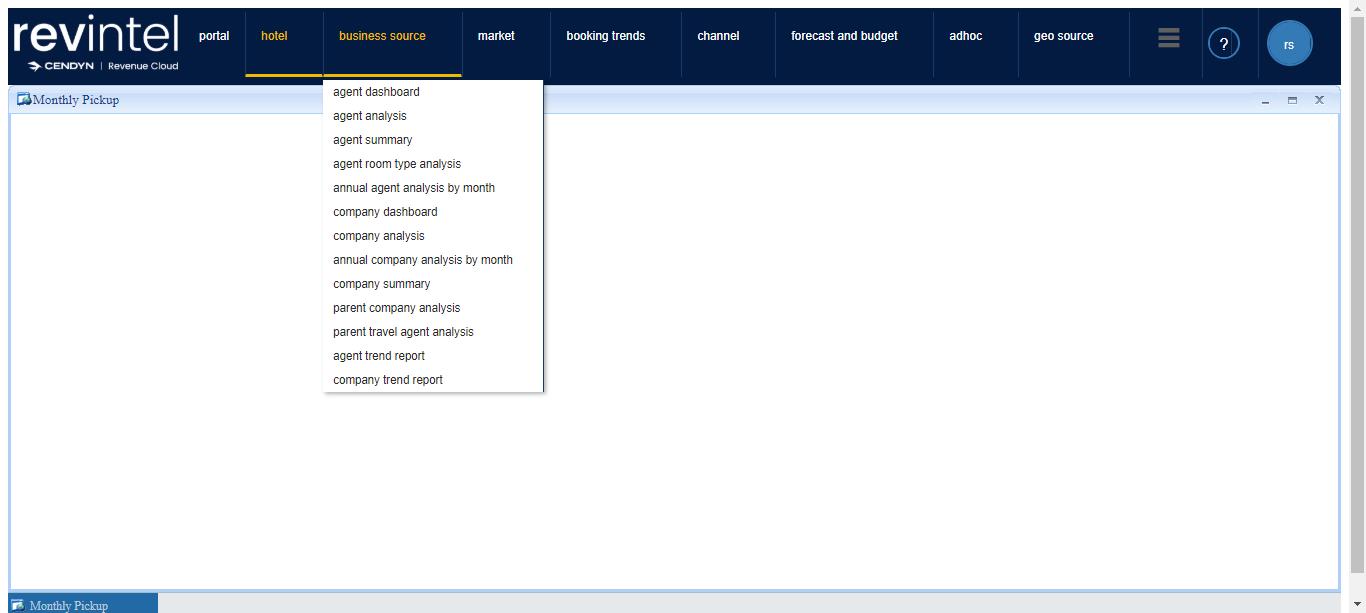 revintel
CENDYN | Revenue Cloud
portal hotel business source market booking trends channel forecast and budget adhoc geo source ? rs
Monthly Pickup
agent dashboard
agent analysis
agent summary
agent room type analysis
annual agent analysis by month
company dashboard
company analysis
annual company analysis by month
company summary
parent company analysis
parent travel agent analysis
agent trend report
company trend report
Monthly Pickup